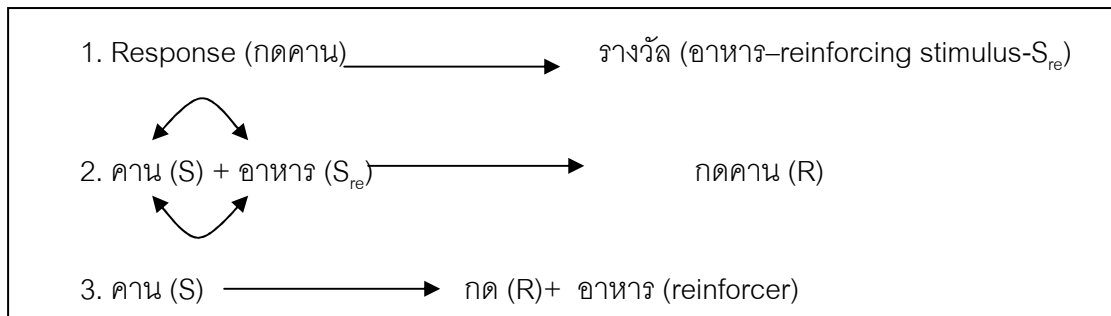 1. Response (กดคาน) รางวัล (อาหาร–reinforcing stimulus-Sre)
2. คาน (S) + อาหาร (Sre) กดคาน (R)
3. คาน (S) กด (R)+ อาหาร (reinforcer)